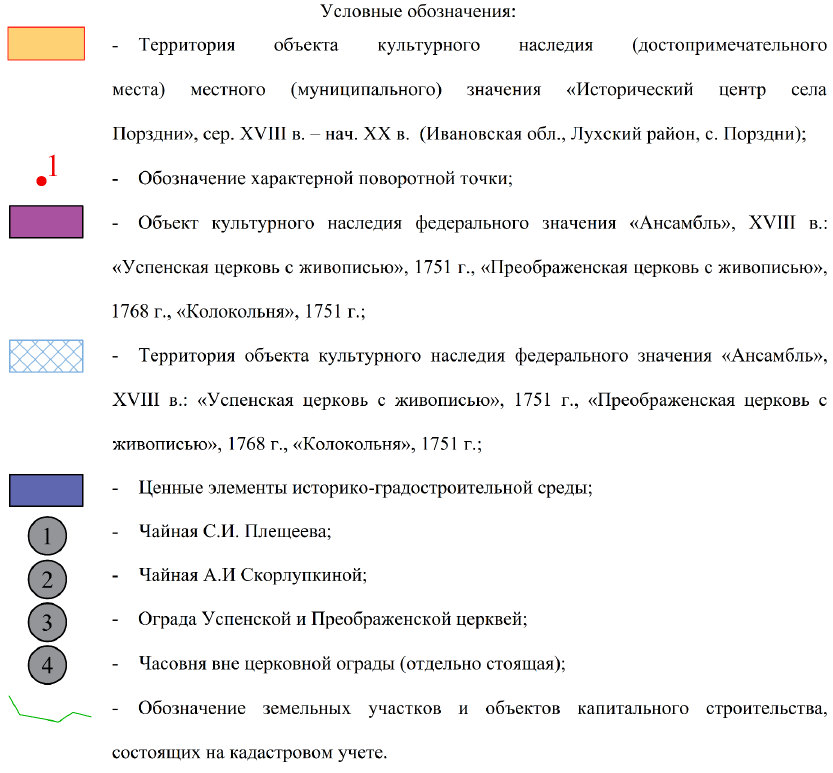 Условные обозначения:
- Территория объекта культурного наследия (достопримечательного
места) местного (муниципального) значения «Исторический центр села
Порздни», сер. XVIII в. – нач. XX в. (Ивановская обл., Лухский район, с. Порздни);
1 - Обозначение характерной поворотной точки;
- Объект культурного наследия федерального значения «Ансамбль», XVIII в.:
«Успенская церковь с живописью», 1751 г., «Преображенская церковь с живописью»,
1768 г., «Колокольня», 1751 г.;
- Территория объекта культурного наследия федерального значения «Ансамбль»,
XVIII в.: «Успенская церковь с живописью», 1751 г., «Преображенская церковь с
живописью», 1768 г., «Колокольня», 1751 г.;
- Ценные элементы историко-градостроительной среды;
1 - Чайная С.И. Плещеева;
2 - Чайная А.И Скорлупкиной;
3 - Ограда Успенской и Преображенской церквей;
4 - Часовня вне церковной ограды (отдельно стоящая);
- Обозначение земельных участков и объектов капитального строительства,
состоящих на кадастровом учете.